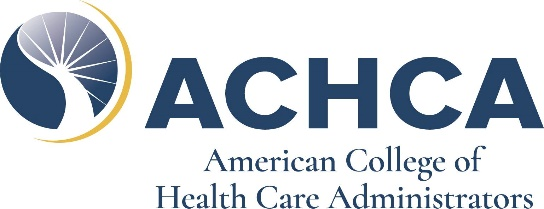 ACHCA
American College of
Health Care Administrators